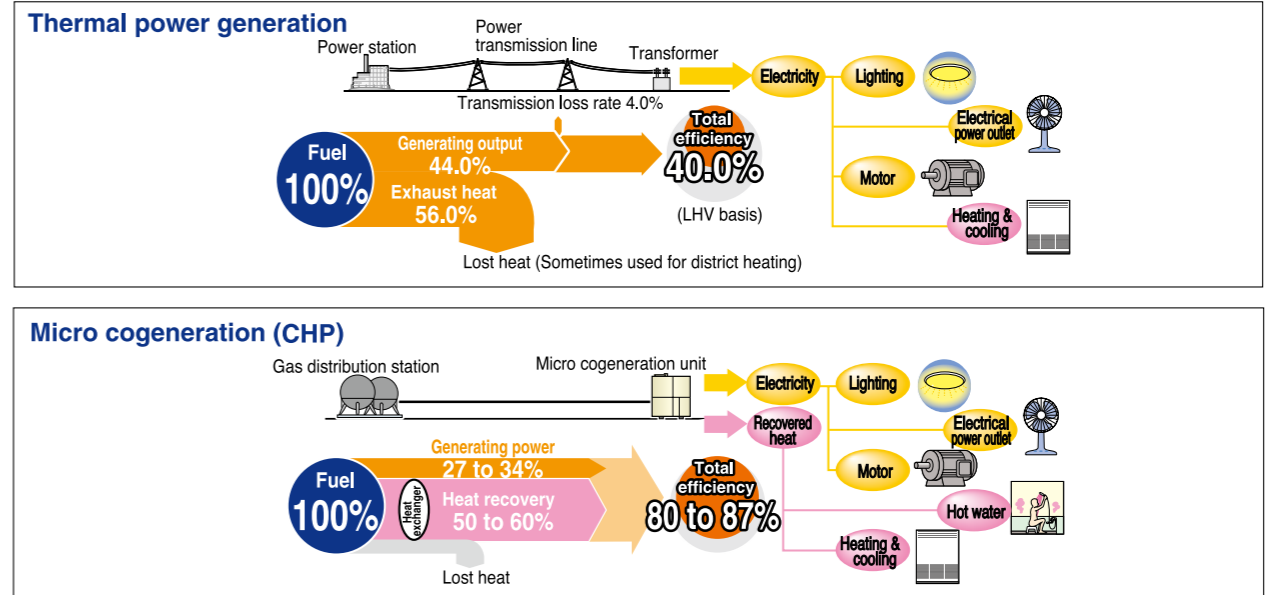 Thermal power generation
Power station
Power
transmission line
Transformer
Transmission loss rate 4.0%
Electricity
Lighting
Electrical
power outlet
Motor
Heating &
cooling
Fuel
100%
Generating output
44.0%
Exhaust heat
56.0%
Total
efficiency
40.0%
(LHV basis)
Lost heat (Sometimes used for district heating)
Micro cogeneration (CHP)
Gas distribution station
Micro cogeneration unit
Electricity
Lighting
Recovered
heat
Electrical
power outlet
Motor
Hot water
Heating &
cooling
Generating power
27 to 34%
Fuel
100%
Heat
exchanger
Heat recovery
50 to 60%
Total
efficiency
80 to 87%
Lost heat